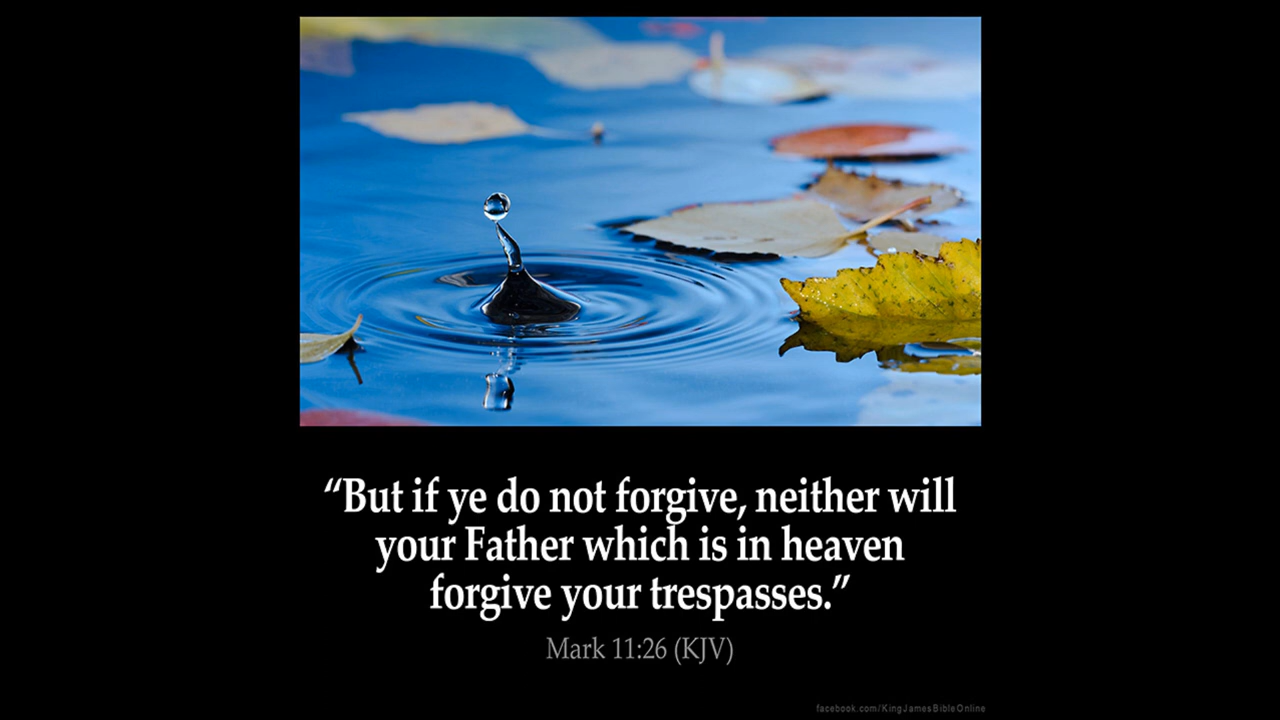 “But if ye do not forgive, neither will
your Father which is in heaven
forgive your trespasses.”
Mark 11:26 (KJV)
facebook.com/KingJamesBibleOnline